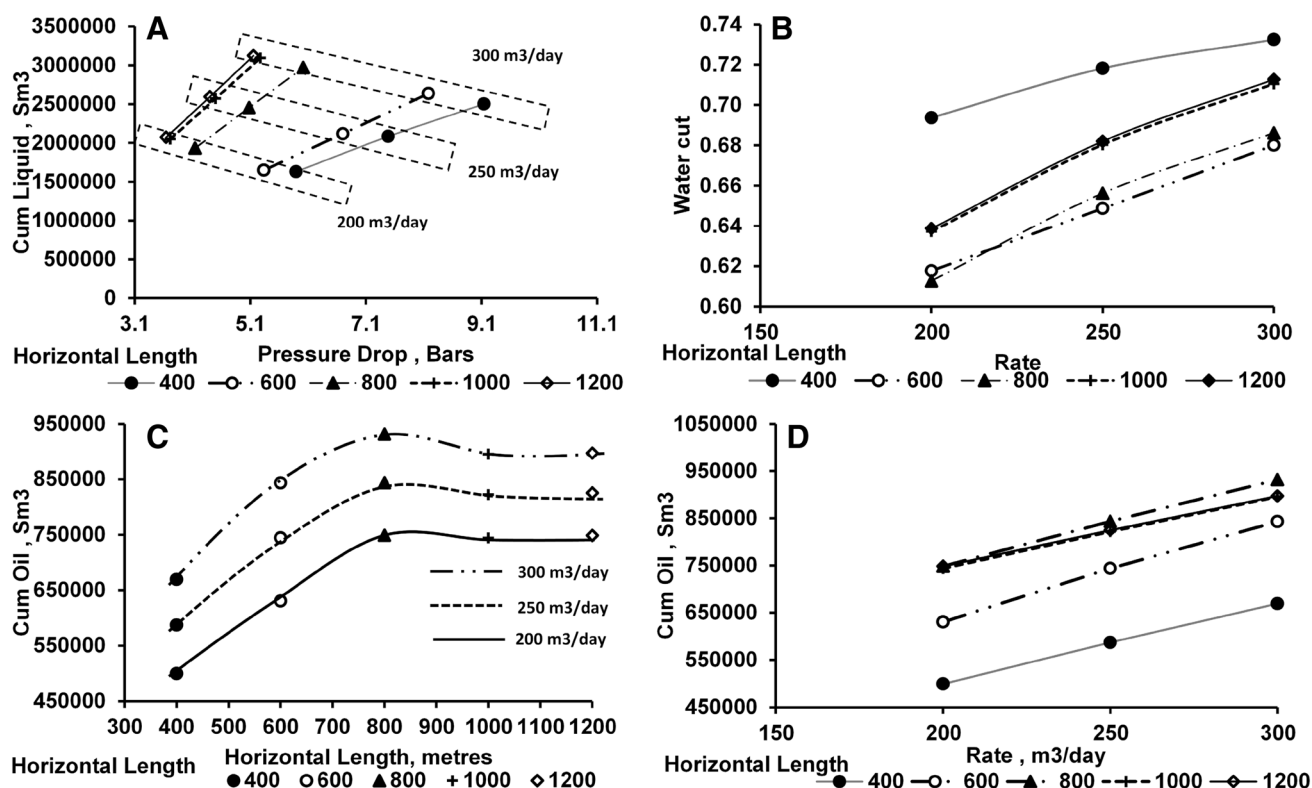 A
3500000
3000000
2500000
2000000
1500000
1000000
500000
0
Cum Liquid , Sm3
300 m3/day
250 m3/day
200 m3/day
3.1 5.1 7.1 9.1 11.1
Horizontal Length
Pressure Drop , Bars
400 600 800 1000 1200
B
0.74
0.72
0.70
0.68
0.66
0.64
0.62
0.60
Water cut
150 200 250 300
Horizontal Length
Rate
400 600 800 1000 1200
C
950000
850000
750000
650000
550000
450000
Cum Oil , Sm3
300 m3/day
250 m3/day
200 m3/day
300 400 500 600 700 800 900 1000 1100 1200
Horizontal Length, metres
Horizontal Length
400 600 800 1000 1200
D
1050000
950000
850000
750000
650000
550000
450000
Cum Oil , Sm3
150 200 250 300
Rate , m3/day
Horizontal Length
400 600 800 1000 1200